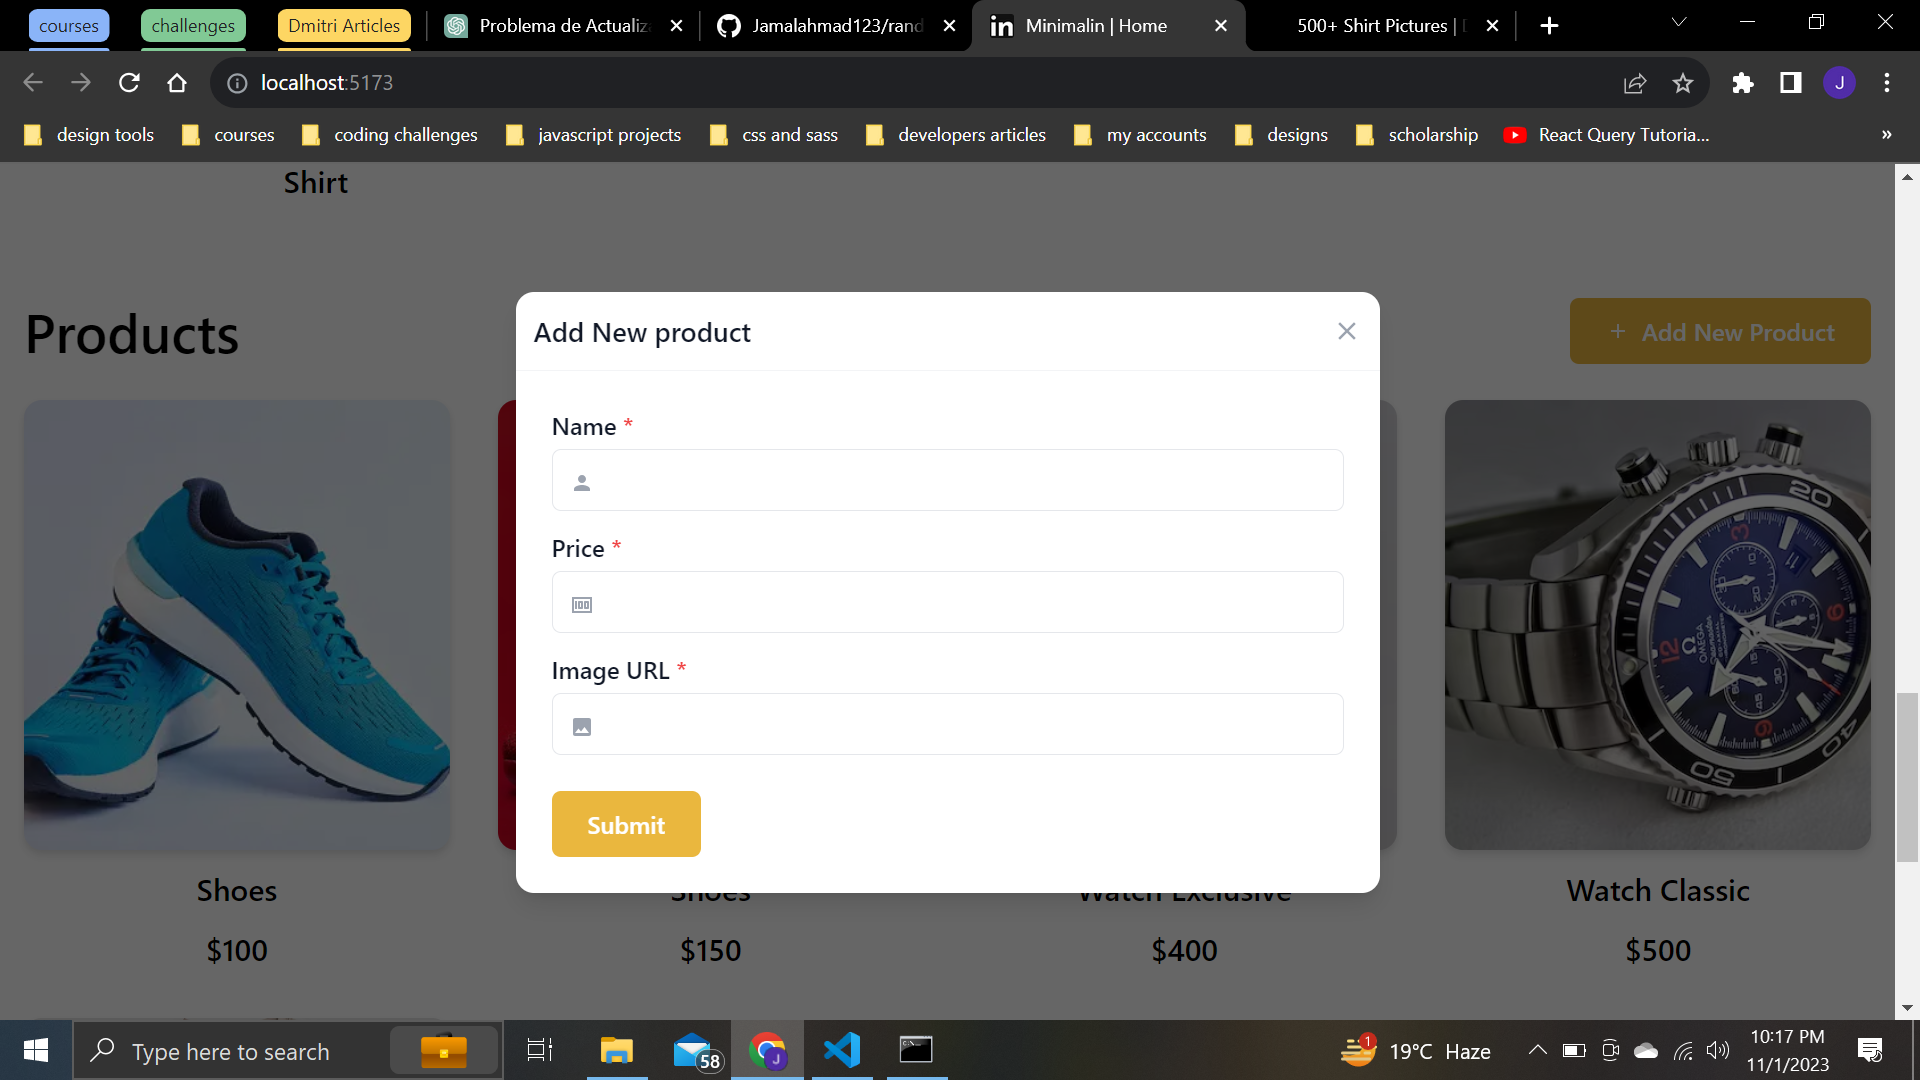 courses
challenges
Dmitri Articles
Problema de Actualiz
Jamalahmad123/rand
Minimalin | Home
500+ Shirt Pictures |
localhost:5173
J
design tools
courses
coding challenges
javascript projects
css and sass
developers articles
my accounts
designs
scholarship
React Query Tutoria...
»
Shirt
Products
+ Add New Product
Add New product
Name *
Price *
Image URL *
Submit
Shoes
Shoes
Watch Exclusive
Watch Classic
$100
$150
$400
$500
Type here to search
58
J
1
19°C Haze
10:17 PM
11/1/2023